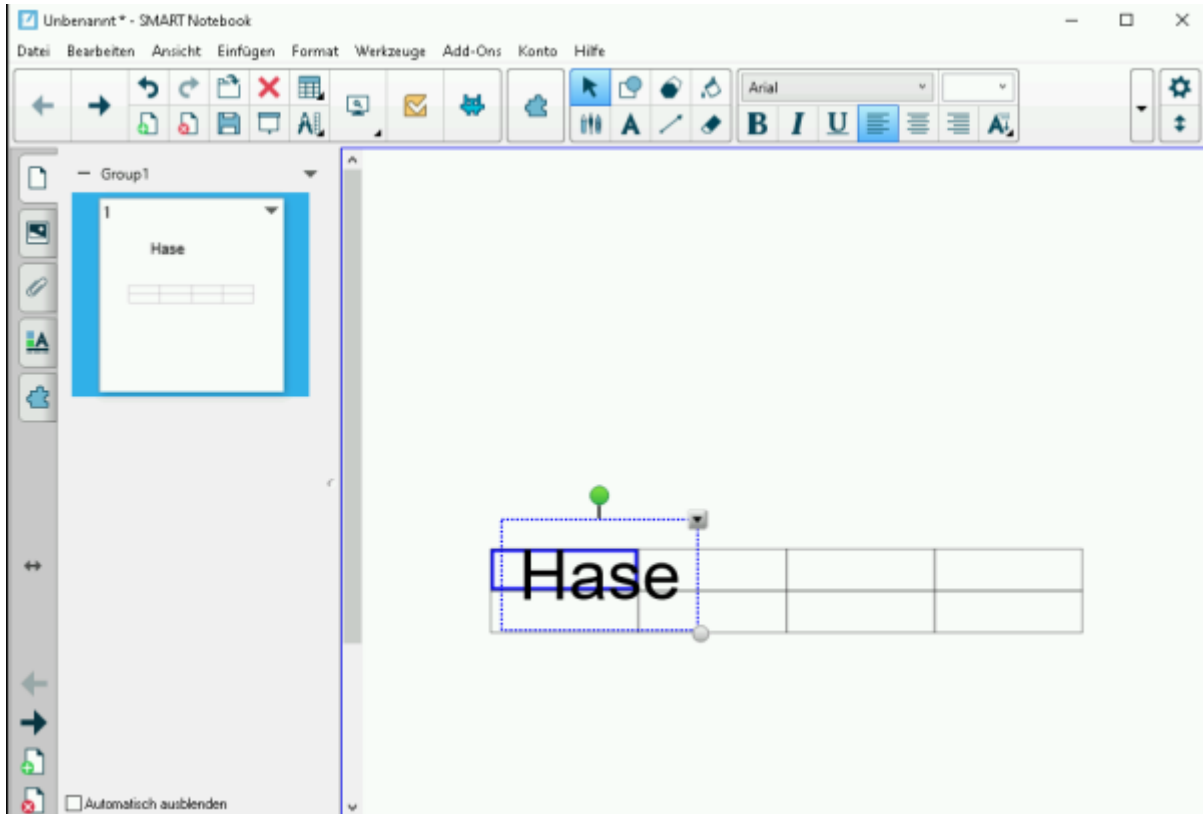 Unbenannt * - SMART Notebook
Datei Bearbeiten Ansicht Einfügen Format Werkzeuge Add-Ons Konto Hilfe
Arial
B I U
Group1
1
Hase
Hase
Automatisch ausblenden